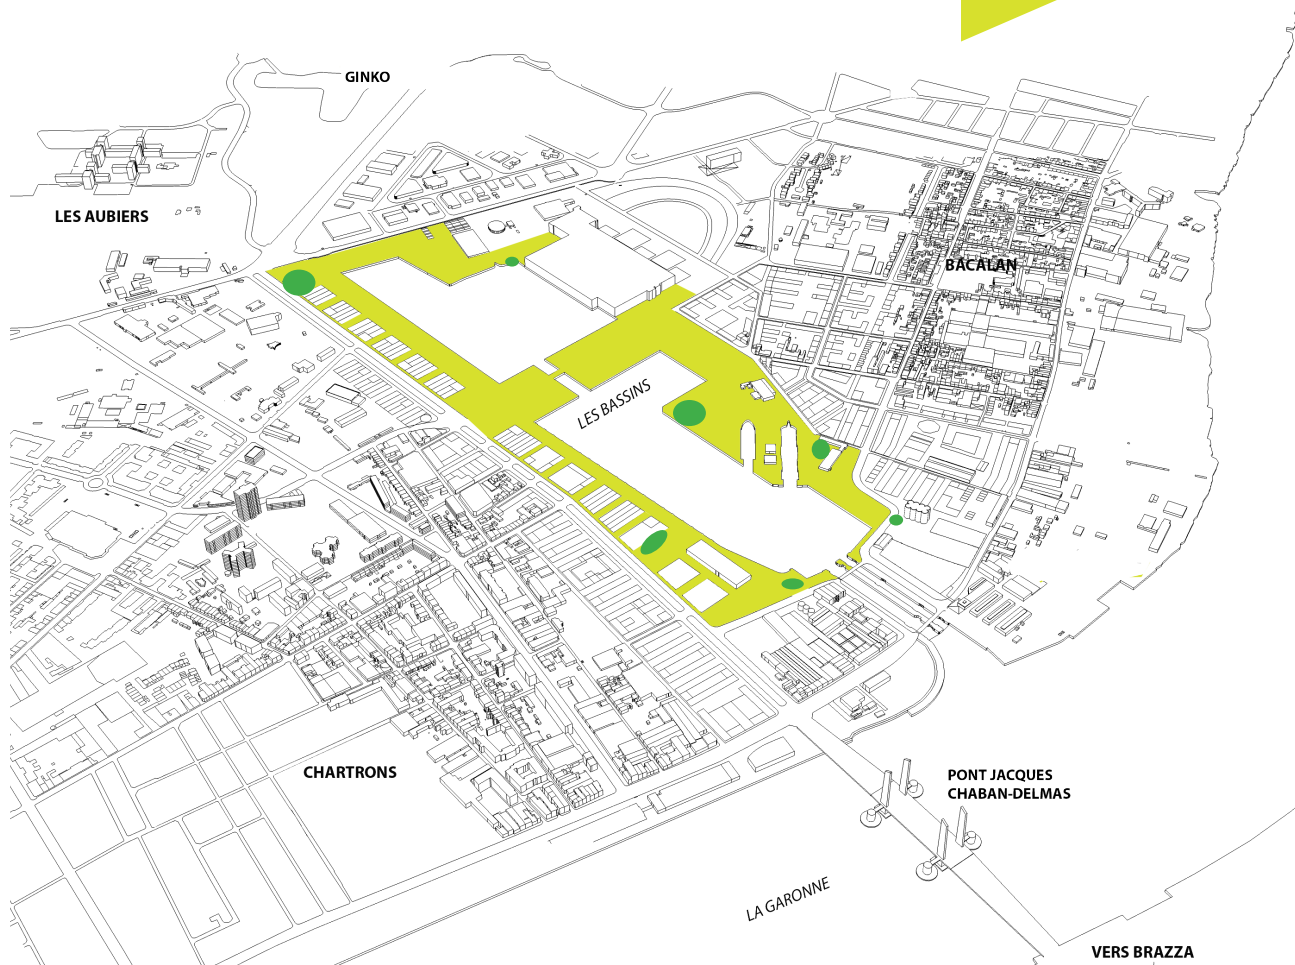 GINKO
LES AUBIERS
BACALAN
LES BASSINS
CHARTRONS
PONT JACQUES
CHABAN-DELMAS
LA GARONNE
VERS BRAZZA